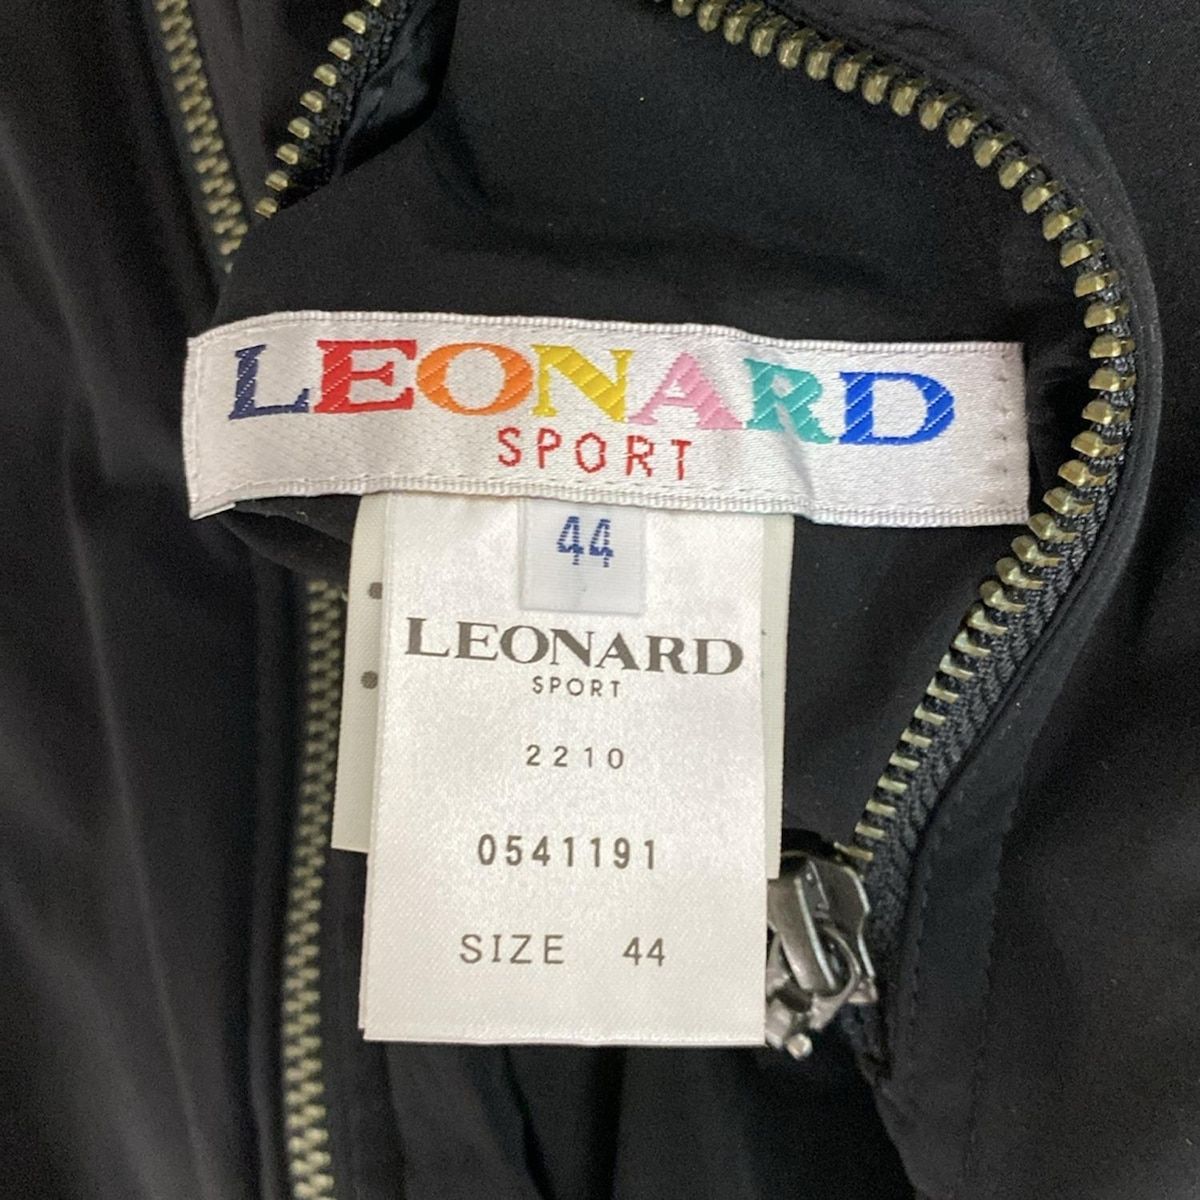 LEONARD
SPORT
44
LEONARD
SPORT
2210
0541191
SIZE 44